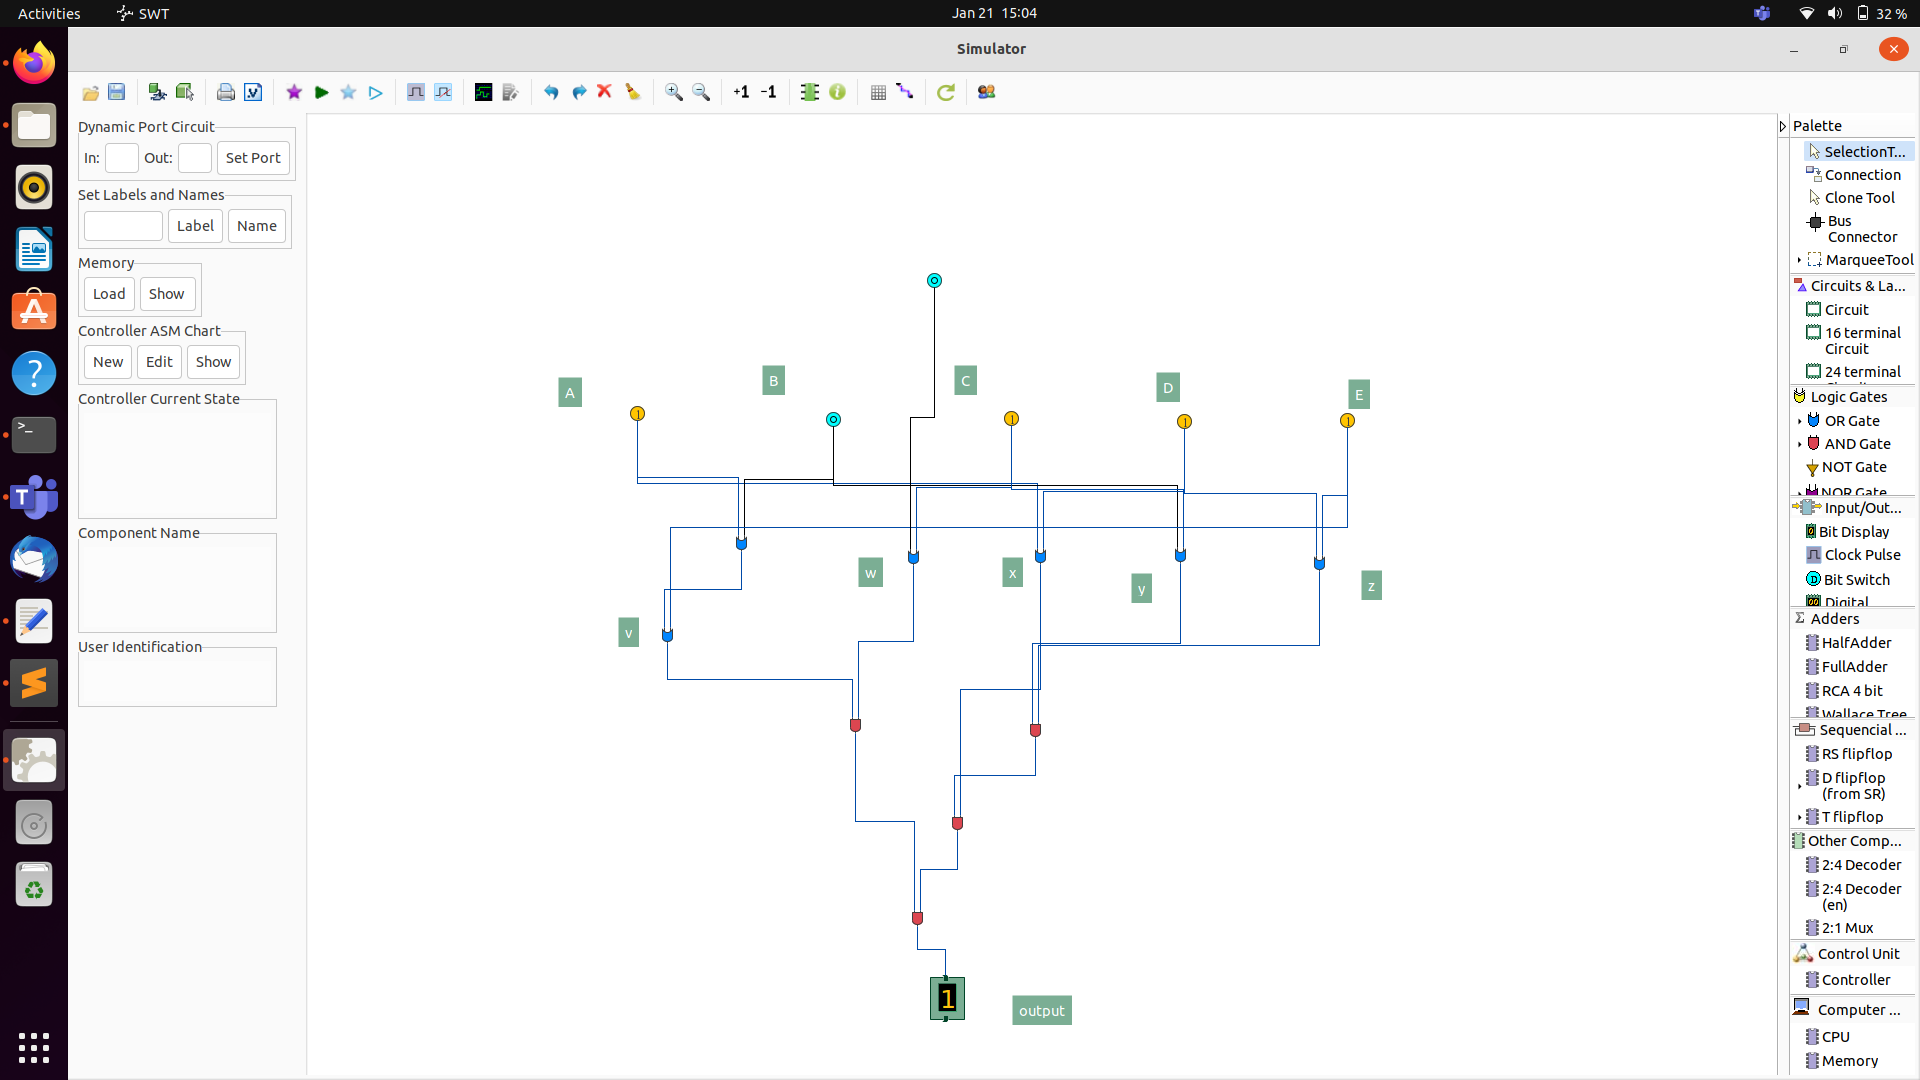 Activities
SWT
Jan 21 15:04
32 %
Simulator
+1
-1
Dynamic Port Circuit
In:
Out:
Set Port
Set Labels and Names
Label
Name
Memory
Load
Show
Controller ASM Chart
New
Edit
Show
Controller Current State
Component Name
User Identification
A
B
C
D
E
v
w
x
y
z
1
output
Palette
SelectionT...
Connection
Clone Tool
Bus
Connector
MarqueeTool
Circuits & La...
Circuit
16 terminal
Circuit
24 terminal
Logic Gates
OR Gate
AND Gate
NOT Gate
NOR Gate
Input/Out...
Bit Display
Clock Pulse
Bit Switch
Digital
Adders
HalfAdder
FullAdder
RCA 4 bit
Wallace Tree
Sequencial ...
RS flipflop
D flipflop
(from SR)
T flipflop
Other Comp...
2:4 Decoder
2:4 Decoder
(en)
2:1 Mux
Control Unit
Controller
Computer ...
CPU
Memory